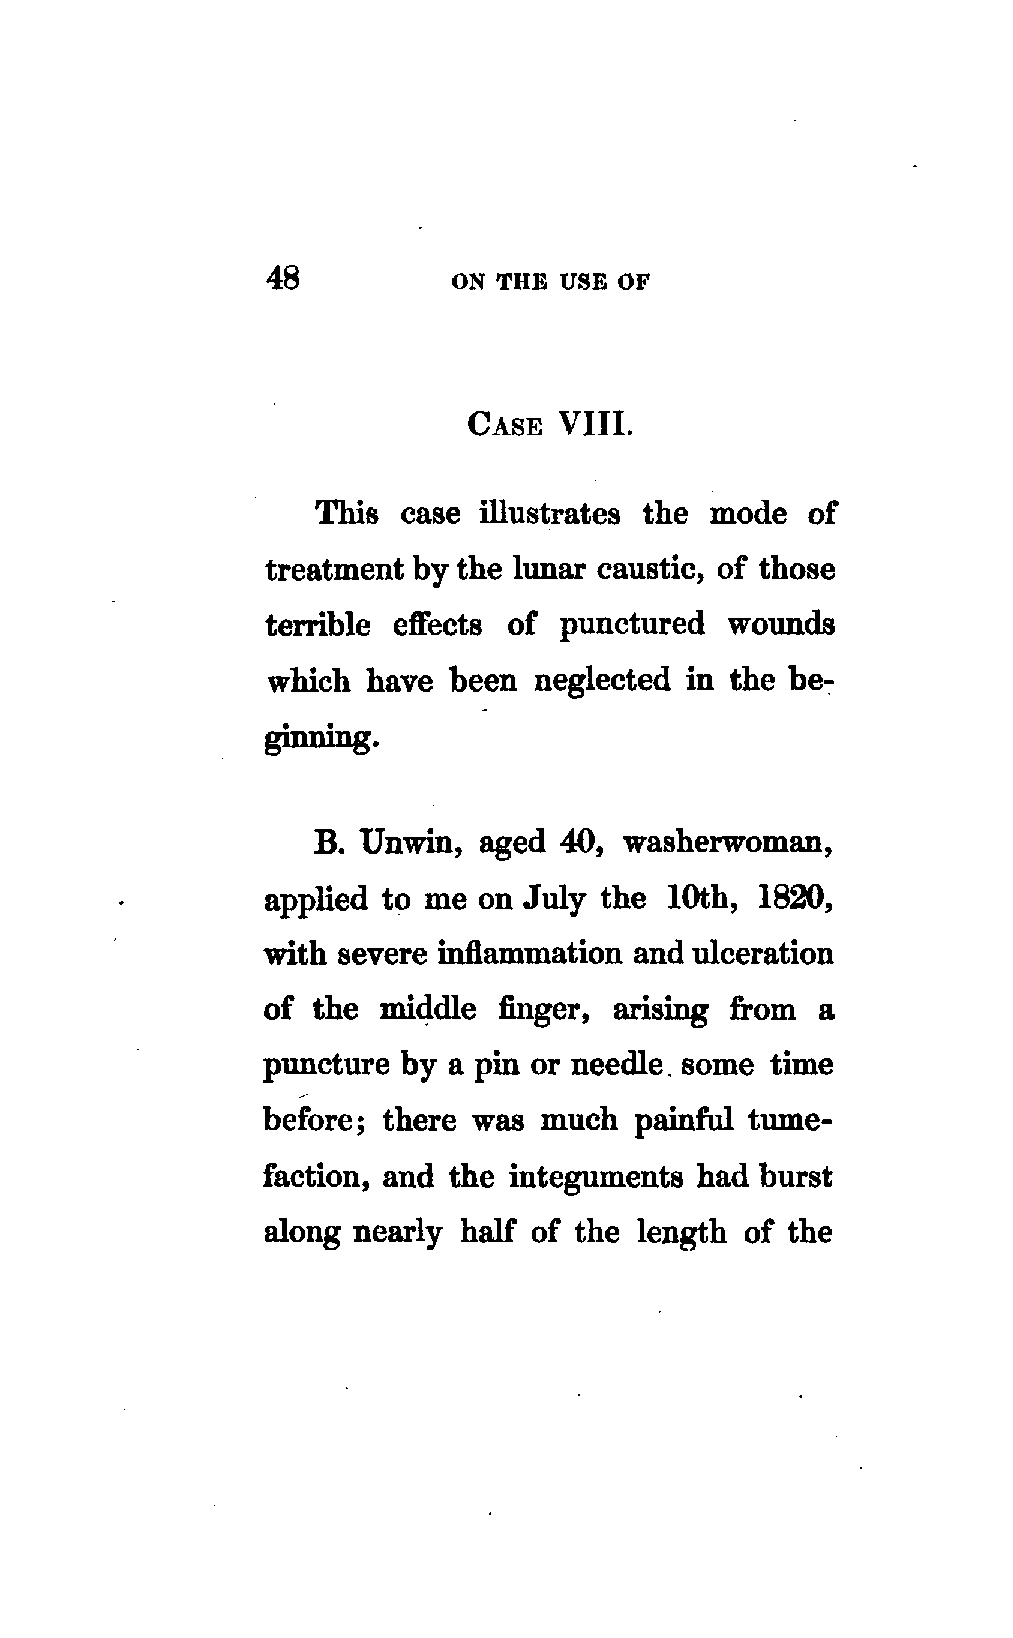 48 ON THE USE OF
CASE VIII.
This case illustrates the mode of
treatment by the lunar caustic, of those
terrible effects of punctured wounds
which have been neglected in the be-
ginning.
B. Unwin, aged 40, washerwoman,
applied to me on July the 10th, 1820,
with severe inflammation and ulceration
of the middle finger, arising from a
puncture by a pin or needle some time
before; there was much painful tume-
faction, and the integuments had burst
along nearly half of the length of the